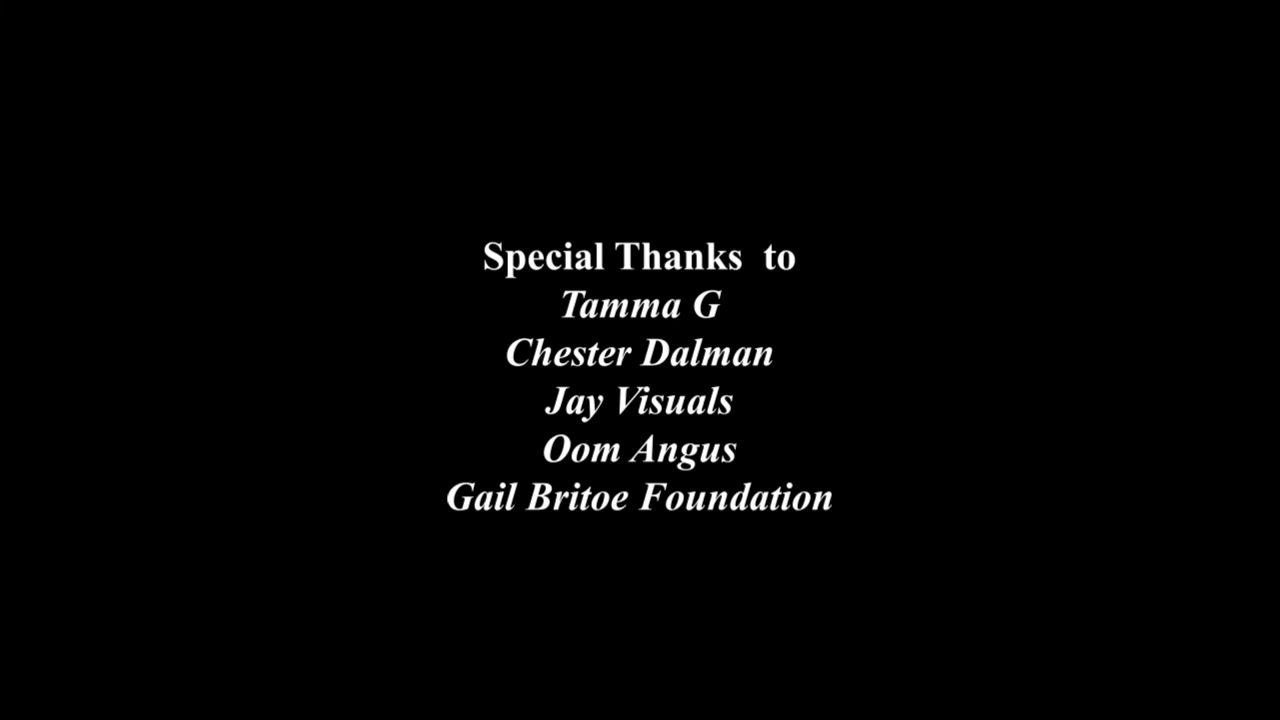 Special Thanks  to
Tamma G
Chester Dalman
Jay Visuals
Oom Angus
Gail Britoe Foundation